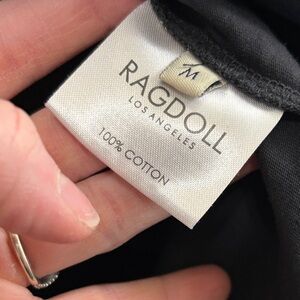 M
RAGDOLL
LOS ANGELES
100% COTTON